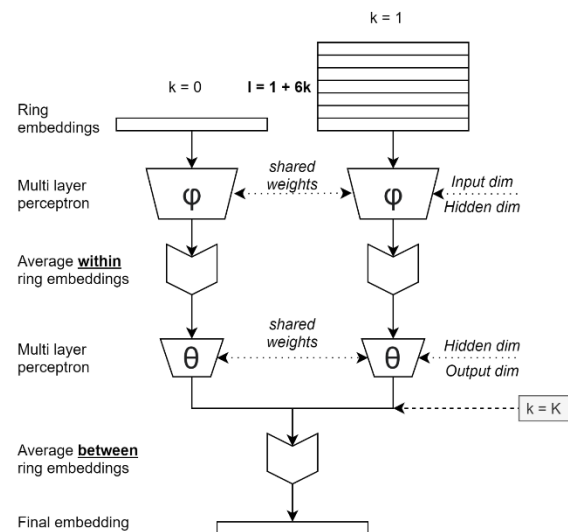 k = 1
k = 0
l = 1 + 6k
Ring
embeddings
shared
weights
Multi layer
perceptron
φ
φ
Input dim
Hidden dim
Average within
ring embeddings
shared
weights
Multi layer
perceptron
θ
θ
Hidden dim
Output dim
k = K
Average between
ring embeddings
Final embedding